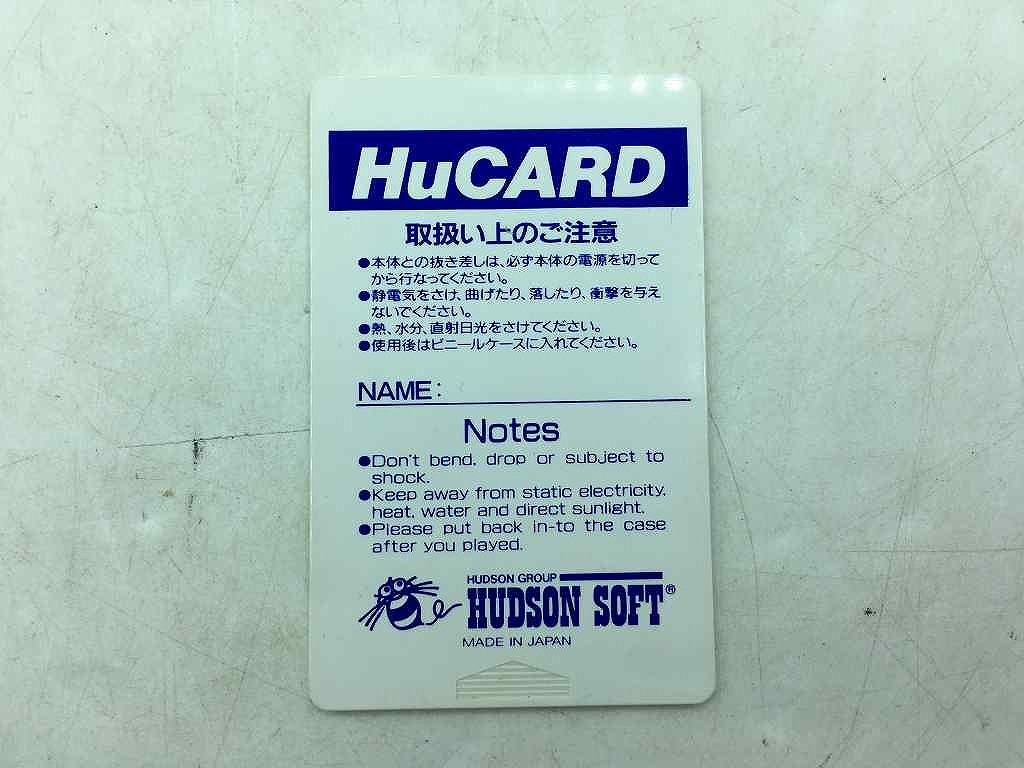 HuCARD
取扱い上のご注意
●本体との抜き差しは、必ず本体の電源を切って
から行なってください。
●静電気をさけ、曲げたり、落したり、衝撃を与え
ないでください。
●熱、水分、直射日光をさけてください。
●使用後はビニールケースに入れてください。
NAME:
Notes
●Don't bend, drop or subject to
shock.
●Keep away from static electricity,
heat, water and direct sunlight.
●Please put back in-to the case
after you played.
HUDSON GROUP
HUDSON SOFT®
MADE IN JAPAN